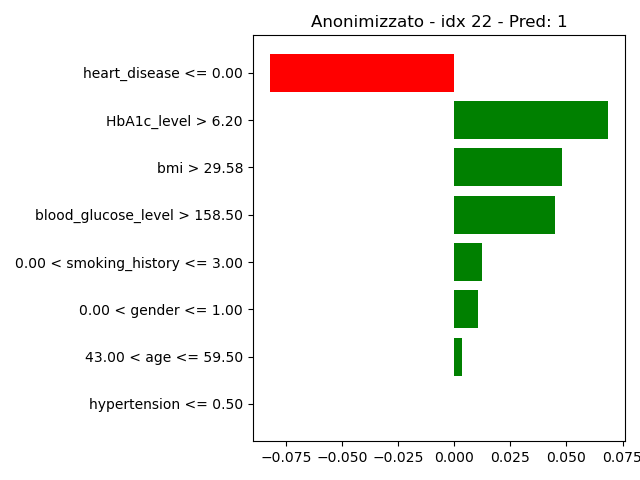 Anonimizzato - idx 22 - Pred: 1
heart_disease <= 0.00
HbA1c_level > 6.20
bmi > 29.58
blood_glucose_level > 158.50
0.00 < smoking_history <= 3.00
0.00 < gender <= 1.00
43.00 < age <= 59.50
hypertension <= 0.50
−0.075 −0.050 −0.025 0.000 0.025 0.050 0.075